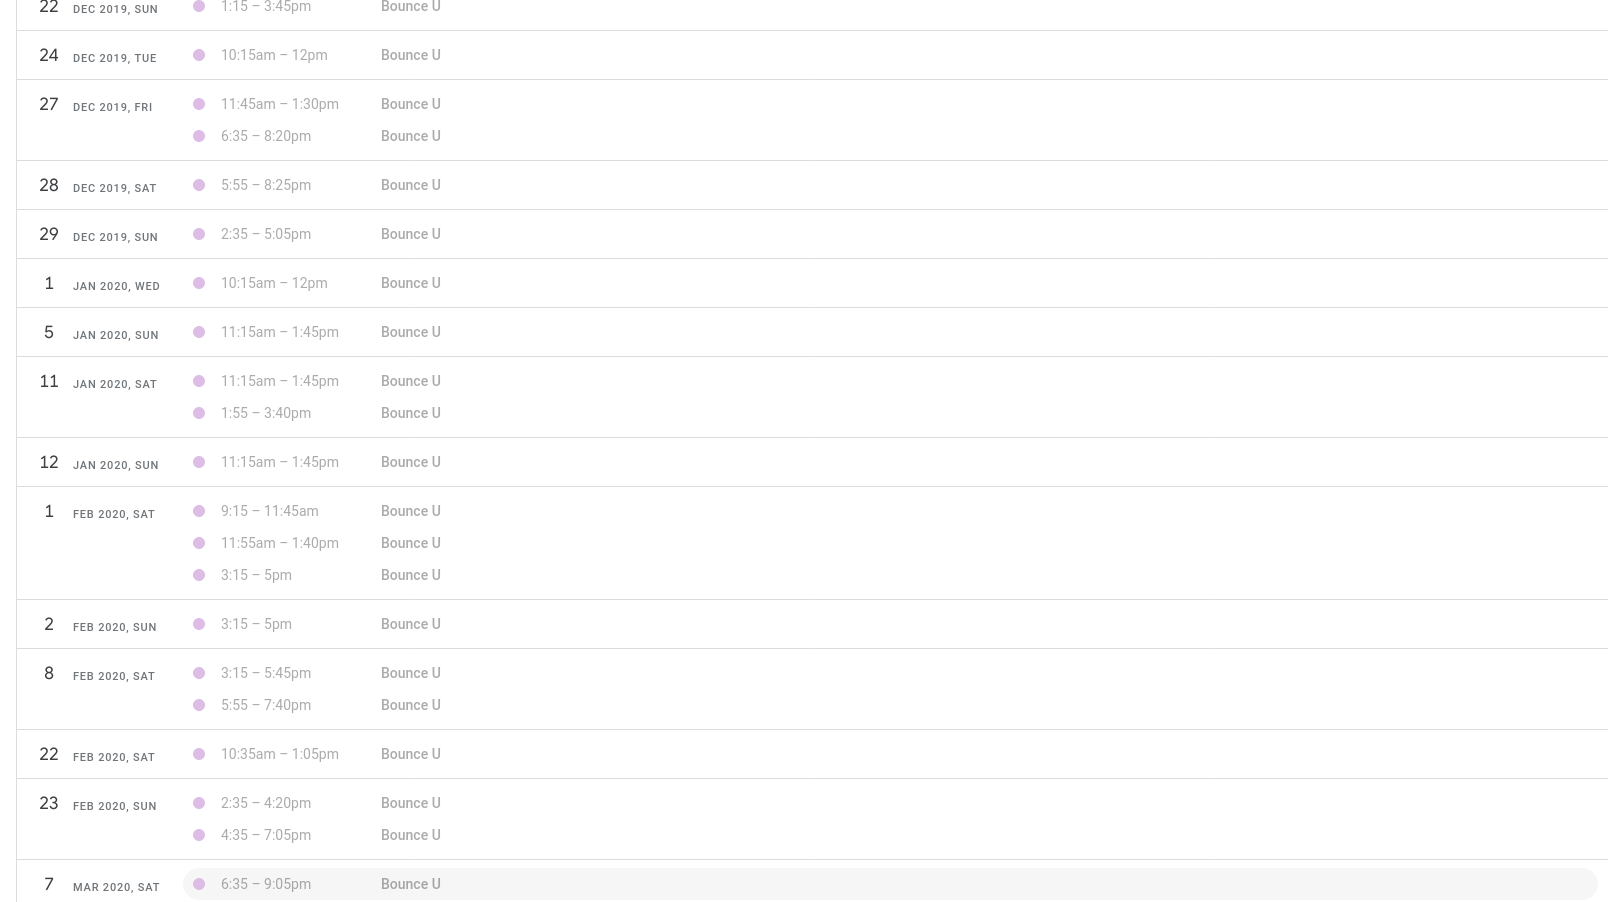 22 DEC 2019, SUN 1:15 – 3:45pm Bounce U
24 DEC 2019, TUE 10:15am – 12pm Bounce U
27 DEC 2019, FRI 11:45am – 1:30pm Bounce U
6:35 – 8:20pm Bounce U
28 DEC 2019, SAT 5:55 – 8:25pm Bounce U
29 DEC 2019, SUN 2:35 – 5:05pm Bounce U
1 JAN 2020, WED 10:15am – 12pm Bounce U
5 JAN 2020, SUN 11:15am – 1:45pm Bounce U
11 JAN 2020, SAT 11:15am – 1:45pm Bounce U
1:55 – 3:40pm Bounce U
12 JAN 2020, SUN 11:15am – 1:45pm Bounce U
1 FEB 2020, SAT 9:15 – 11:45am Bounce U
11:55am – 1:40pm Bounce U
3:15 – 5pm Bounce U
2 FEB 2020, SUN 3:15 – 5pm Bounce U
8 FEB 2020, SAT 3:15 – 5:45pm Bounce U
5:55 – 7:40pm Bounce U
22 FEB 2020, SAT 10:35am – 1:05pm Bounce U
23 FEB 2020, SUN 2:35 – 4:20pm Bounce U
4:35 – 7:05pm Bounce U
7 MAR 2020, SAT 6:35 – 9:05pm Bounce U